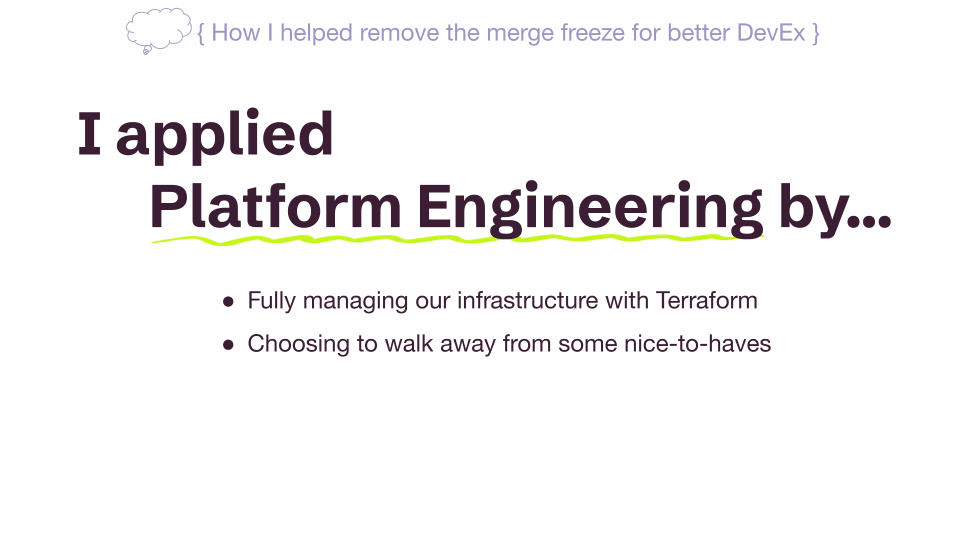 { How I helped remove the merge freeze for better DevEx }
I applied
Platform Engineering by...
● Fully managing our infrastructure with Terraform
● Choosing to walk away from some nice-to-haves